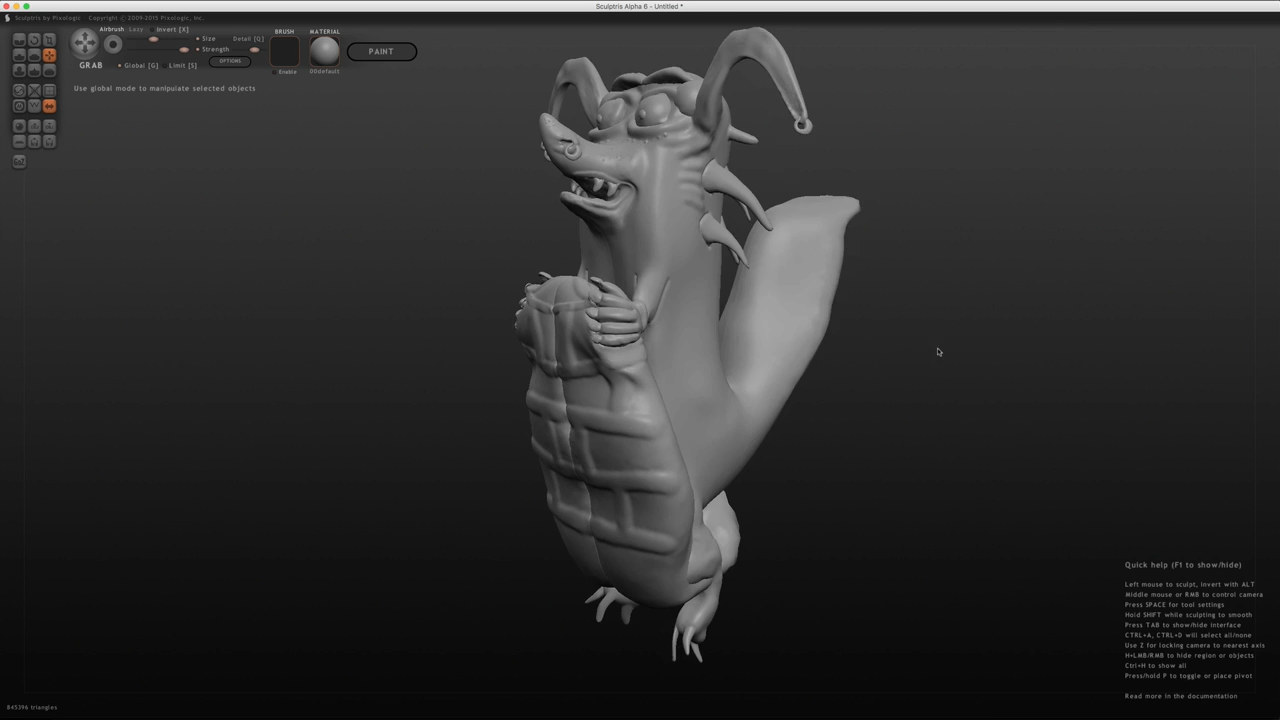 Sculptris Alpha 6 - Untitled *
Sculptris by Pixologic Copyright © 2009-2015 Pixologic, Inc.
Airbrush Lazy Invert [X]
Size Detail [Q]
Strength
GRAB Global [G] Limit [S] OPTIONS
BRUSH
Enable
MATERIAL
00default
PAINT
Use global mode to manipulate selected objects
GoZ
Quick help (F1 to show/hide)
Left mouse to sculpt, invert with ALT
Middle mouse or RMB to control camera
Press SPACE for tool settings
Hold SHIFT while sculpting to smooth
Press TAB to show/hide interface
CTRL+A, CTRL+D will select all/none
Use Z for locking camera to nearest axis
H+LMB/RMB to hide region or objects
Ctrl+H to show all
Press/hold P to toggle or place pivot
Read more in the documentation
845396 triangles